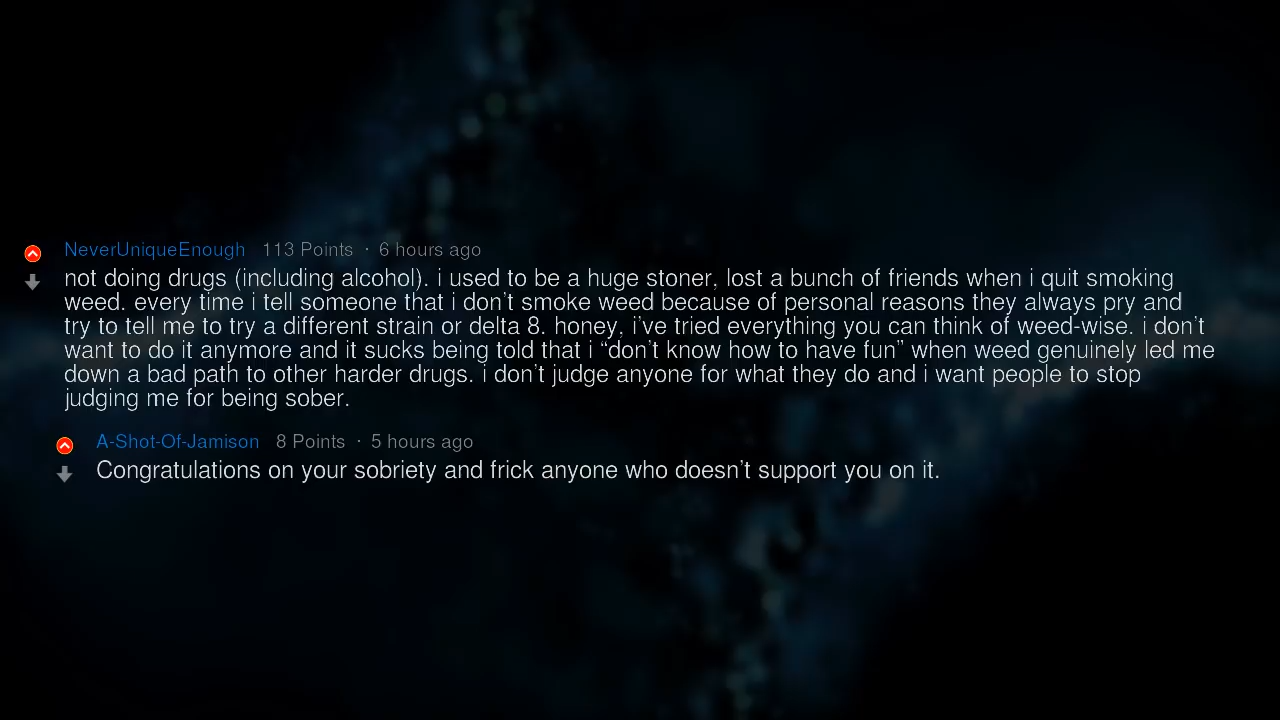 NeverUniqueEnough 113 Points · 6 hours ago
not doing drugs (including alcohol). i used to be a huge stoner, lost a bunch of friends when i quit smoking
weed. every time i tell someone that i don’t smoke weed because of personal reasons they always pry and
try to tell me to try a different strain or delta 8. honey, i’ve tried everything you can think of weed-wise. i don’t
want to do it anymore and it sucks being told that i “don’t know how to have fun” when weed genuinely led me
down a bad path to other harder drugs. i don’t judge anyone for what they do and i want people to stop
judging me for being sober.
A-Shot-Of-Jamison 8 Points · 5 hours ago
Congratulations on your sobriety and frick anyone who doesn’t support you on it.